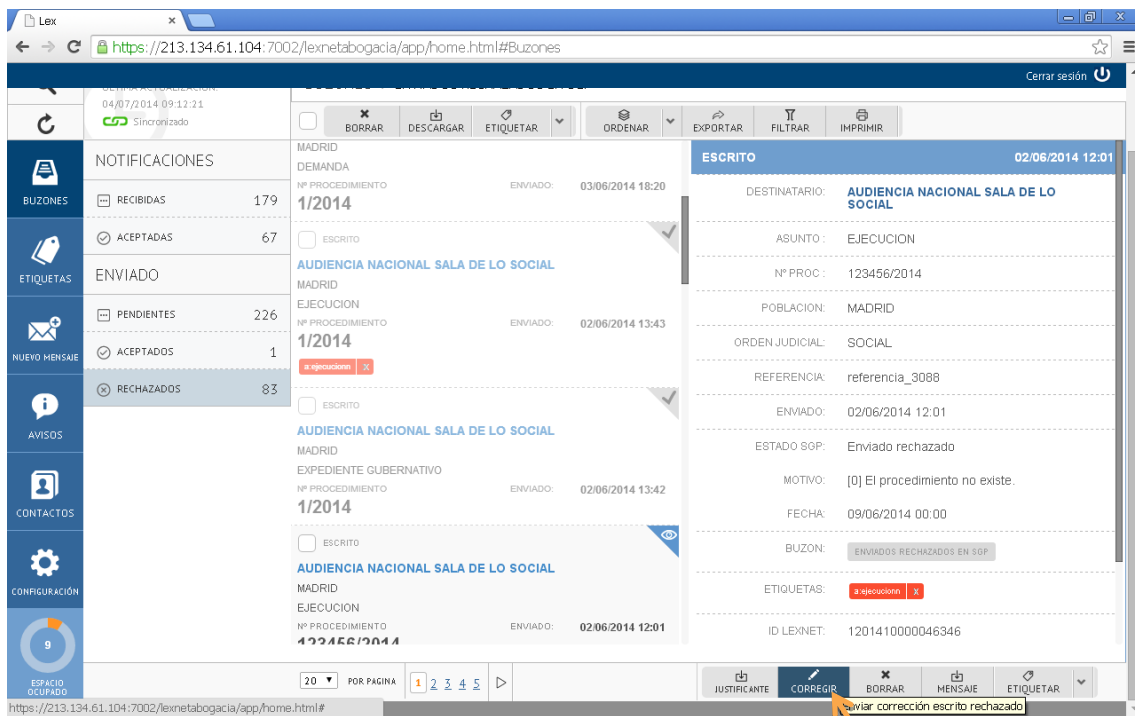 Lex
https://213.134.61.104:7002/lexnetabogacia/app/home.html#Buzones
Cerrar sesión
04/07/2014 09:12:21
Sincronizado
BORRAR DESCARGAR ETIQUETAR ORDENAR EXPORTAR FILTRAR IMPRIMIR
BUZONES
ETIQUETAS
NUEVO MENSAJE
AVISOS
CONTACTOS
CONFIGURACIÓN
9
ESPACIO
OCUPADO
NOTIFICACIONES
RECIBIDAS 179
ACEPTADAS 67
ENVIADO
PENDIENTES 226
ACEPTADOS 1
RECHAZADOS 83
MADRID
DEMANDA
Nº PROCEDIMIENTO ENVIADO: 03/06/2014 18:20
1/2014
ESCRITO
AUDIENCIA NACIONAL SALA DE LO SOCIAL
MADRID
EJECUCION
Nº PROCEDIMIENTO ENVIADO: 02/06/2014 13:43
1/2014
a:ejecucionn X
ESCRITO
AUDIENCIA NACIONAL SALA DE LO SOCIAL
MADRID
EXPEDIENTE GUBERNATIVO
Nº PROCEDIMIENTO ENVIADO: 02/06/2014 13:42
1/2014
ESCRITO
AUDIENCIA NACIONAL SALA DE LO SOCIAL
MADRID
EJECUCION
Nº PROCEDIMIENTO ENVIADO: 02/06/2014 12:01
123456/2014
20 POR PAGINA 1 2 3 4 5
ESCRITO 02/06/2014 12:01
DESTINATARIO: AUDIENCIA NACIONAL SALA DE LO
SOCIAL
ASUNTO : EJECUCION
Nº PROC : 123456/2014
POBLACION: MADRID
ORDEN JUDICIAL: SOCIAL
REFERENCIA: referencia_3088
ENVIADO: 02/06/2014 12:01
ESTADO SGP: Enviado rechazado
MOTIVO: [0] El procedimiento no existe.
FECHA: 09/06/2014 00:00
BUZON: ENVIADOS RECHAZADOS EN SGP
ETIQUETAS: a:ejecucionn X
ID LEXNET: 1201410000046346
JUSTIFICANTE CORREGIR BORRAR MENSAJE ETIQUETAR
corrección escrito rechazado
https://213.134.61.104:7002/lexnetabogacia/app/home.html#